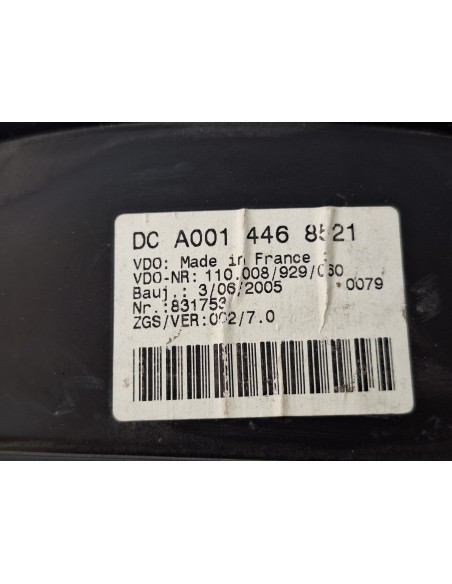 DC A001 446 8521
VDO: Made in France :
VDO-NR: 110.008/929/060
Bauj.: 3/06/2005 0079
Nr.:831753
ZGS/VER:002/7.0